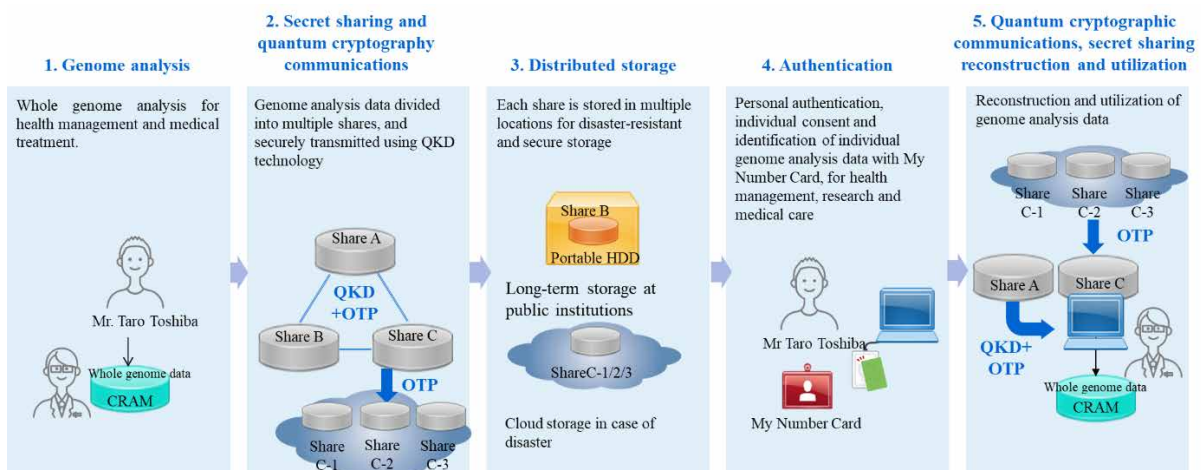 1. Genome analysis
Whole genome analysis for
health management and medical
treatment.
Mr. Taro Toshiba
Whole genome data
CRAM
2. Secret sharing and
quantum cryptography
communications
Genome analysis data divided
into multiple shares, and
securely transmitted using QKD
technology
Share A
QKD
+OTP
Share B
Share C
OTP
Share
C-1
Share
C-2
Share
C-3
3. Distributed storage
Each share is stored in multiple
locations for disaster-resistant
and secure storage
Share B
Portable HDD
Long-term storage at
public institutions
ShareC-1/2/3
Cloud storage in case of
disaster
4. Authentication
Personal authentication,
individual consent and
identification of individual
genome analysis data with My
Number Card, for health
management, research and
medical care
Mr Taro Toshiba
My Number Card
5. Quantum cryptographic
communications, secret sharing
reconstruction and utilization
Reconstruction and utilization of
genome analysis data
Share
C-1
Share
C-2
Share
C-3
OTP
Share A
Share C
QKD+
OTP
Whole genome data
CRAM